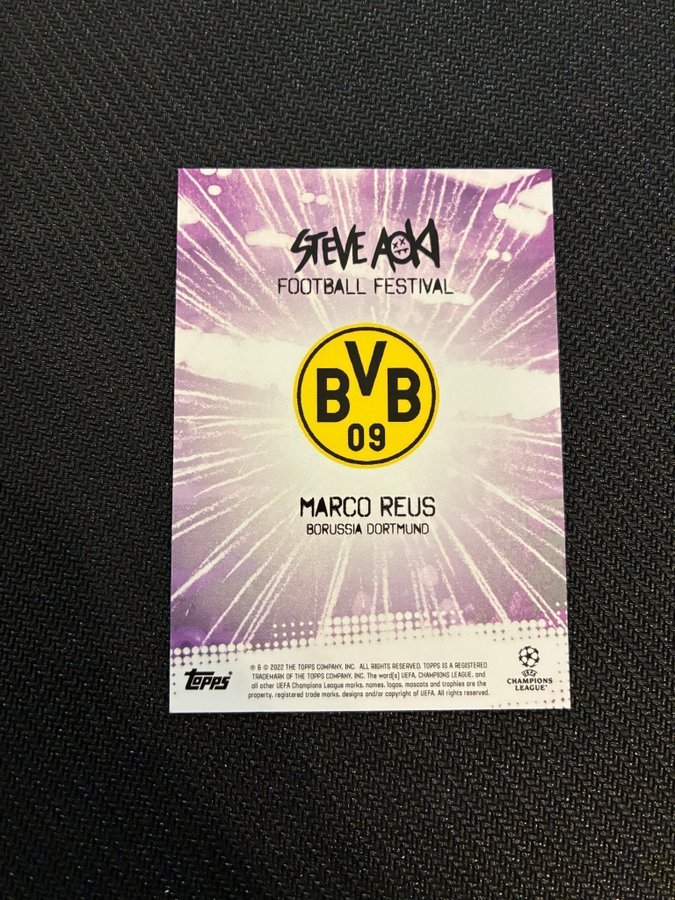 STEVE AOKI
FOOTBALL FESTIVAL
BVB
09
MARCO REUS
BORUSSIA DORTMUND
® & © 2022 THE TOPPS COMPANY, INC. ALL RIGHTS RESERVED. TOPPS IS A REGISTERED
TRADEMARK OF THE TOPPS COMPANY, INC. The word(s) UEFA, CHAMPIONS LEAGUE, and
all other UEFA Champions League marks, names, logos, mascots and trophies are the
property, registered trade marks, designs and/or copyright of UEFA. All rights reserved.
Topps
UEFA
CHAMPIONS
LEAGUE